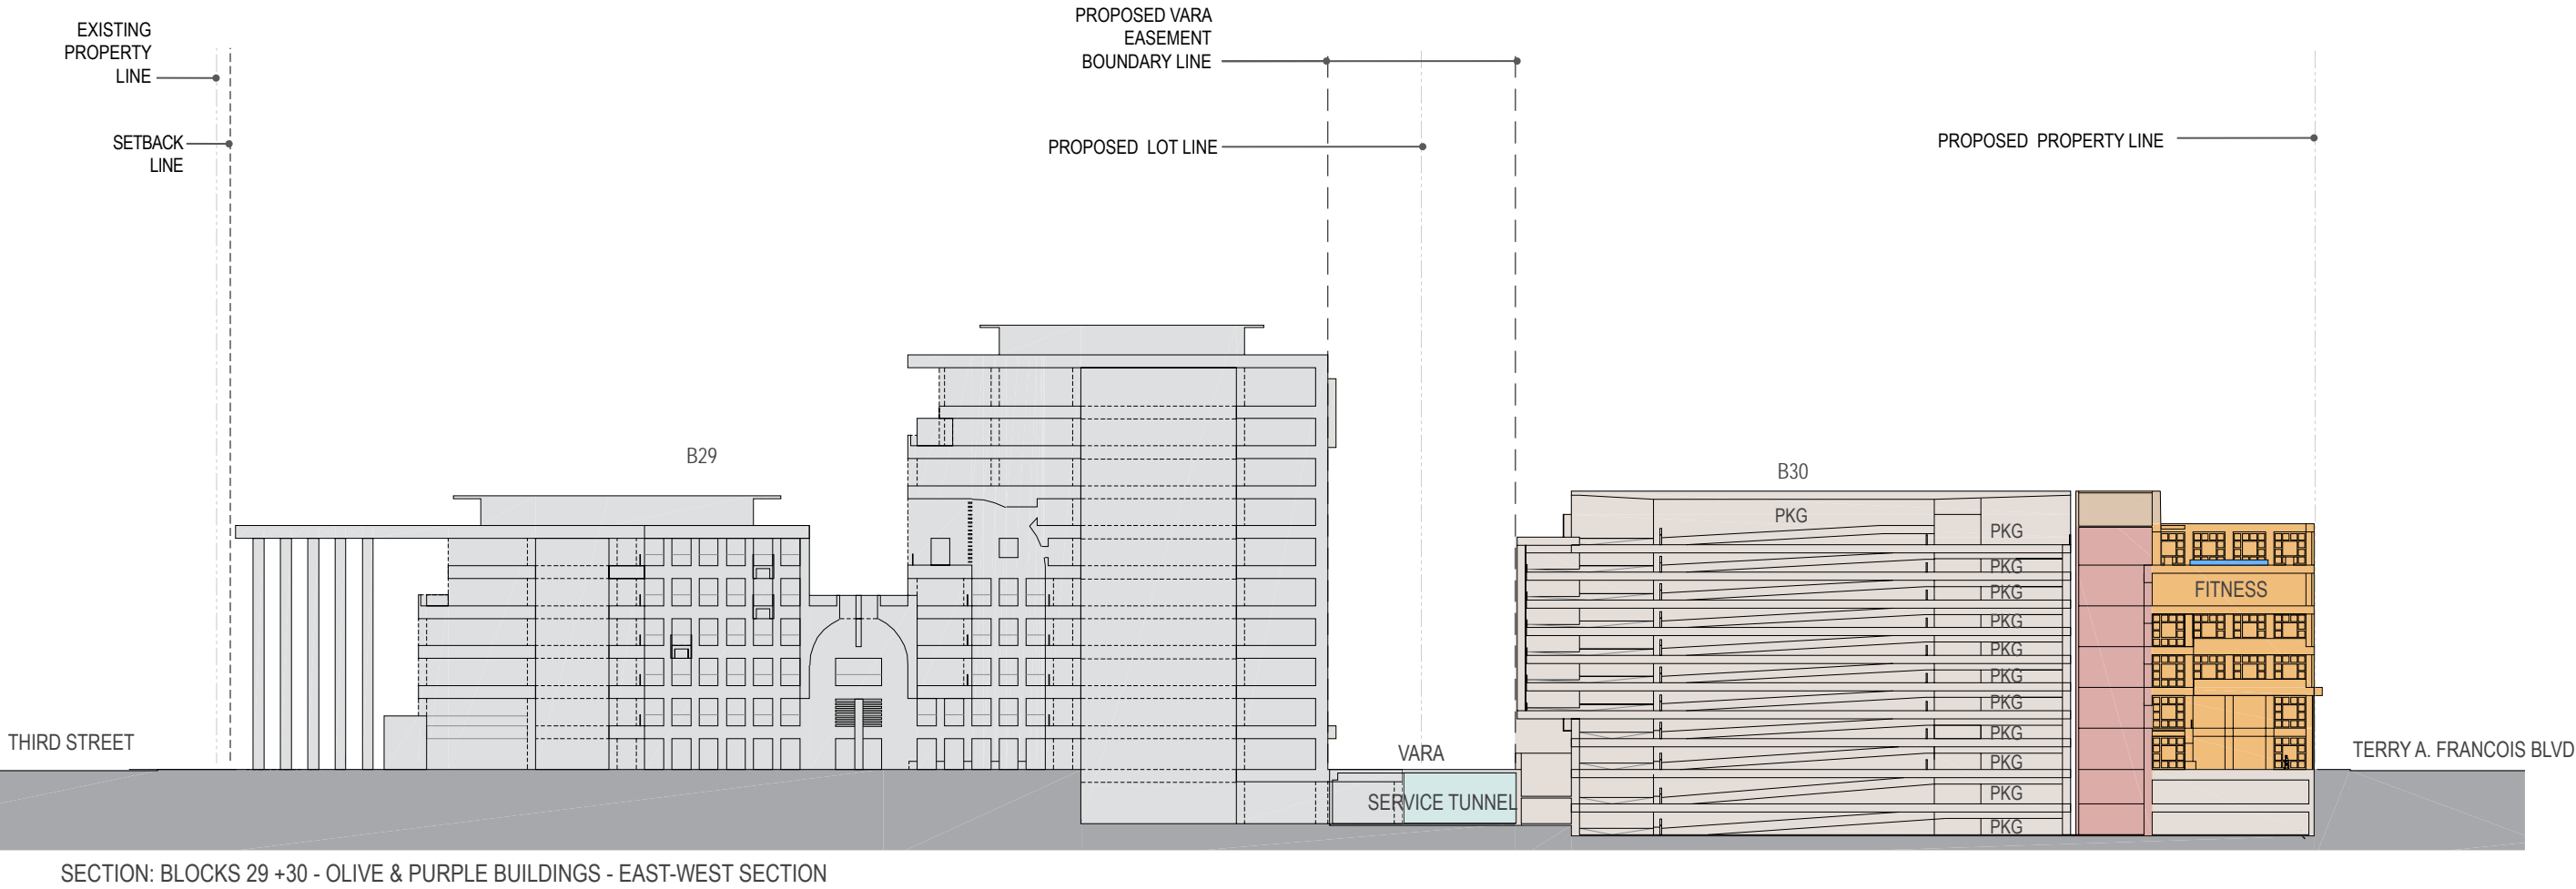 EXISTING
PROPERTY
LINE
SETBACK
LINE
PROPOSED VARA
EASEMENT
BOUNDARY LINE
PROPOSED LOT LINE
PROPOSED PROPERTY LINE
B29
B30
PKG
PKG
PKG
PKG
PKG
PKG
PKG
PKG
PKG
PKG
PKG
PKG
FITNESS
THIRD STREET
VARA
SERVICE TUNNEL
TERRY A. FRANCOIS BLVD
SECTION: BLOCKS 29 +30 - OLIVE & PURPLE BUILDINGS - EAST-WEST SECTION